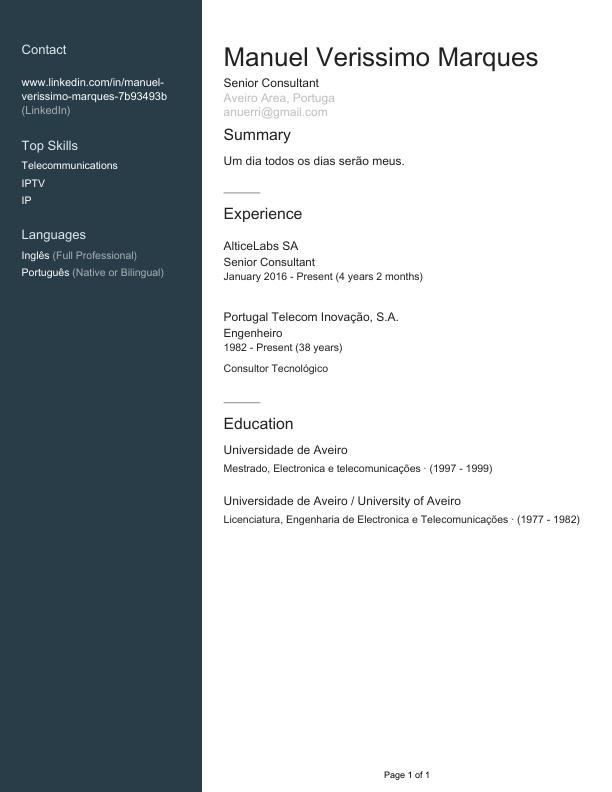 Contact
www.linkedin.com/in/manuel-
verissimo-marques-7b93493b
(LinkedIn)
Top Skills
Telecommunications
IPTV
IP
Languages
Inglês (Full Professional)
Português (Native or Bilingual)
Manuel Verissimo Marques
Senior Consultant
Aveiro Area, Portuga
anuerri@gmail.com
Summary
Um dia todos os dias serão meus.
Experience
AlticeLabs SA
Senior Consultant
January 2016 - Present (4 years 2 months)
Portugal Telecom Inovação, S.A.
Engenheiro
1982 - Present (38 years)
Consultor Tecnológico
Education
Universidade de Aveiro
Mestrado, Electronica e telecomunicações · (1997 - 1999)
Universidade de Aveiro / University of Aveiro
Licenciatura, Engenharia de Electronica e Telecomunicações · (1977 - 1982)
Page 1 of 1